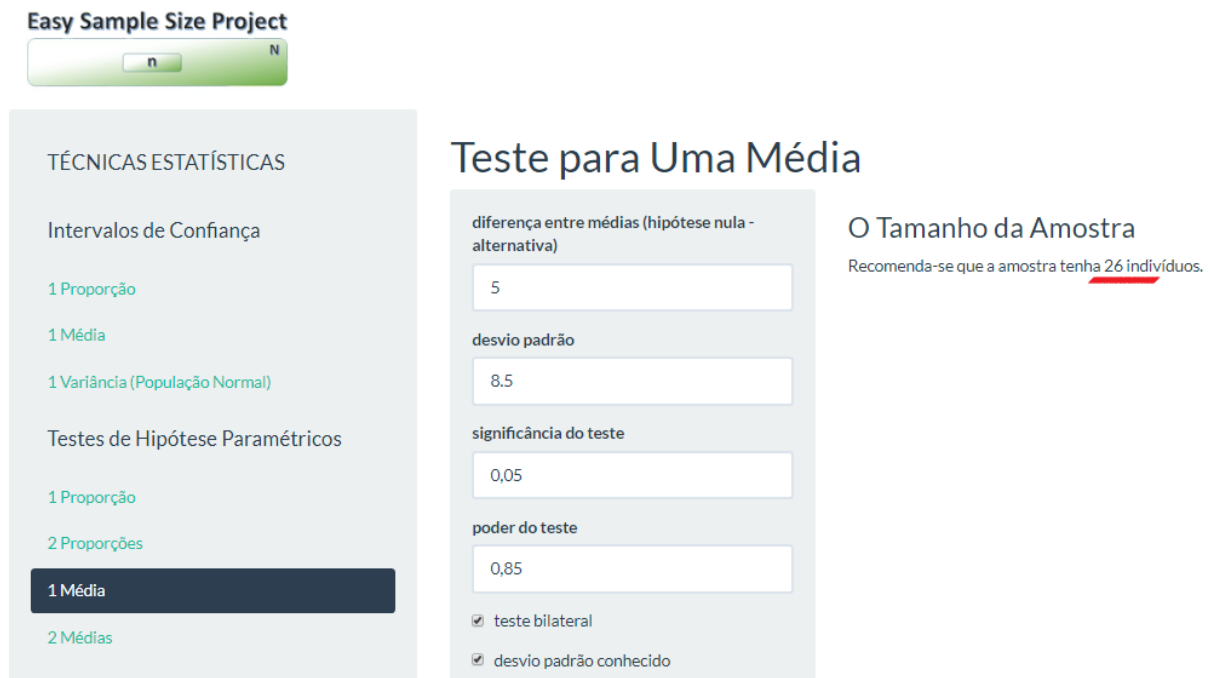 Easy Sample Size Project
N
n
TÉCNICAS ESTATÍSTICAS
Intervalos de Confiança
1 Proporção
1 Média
1 Variância (População Normal)
Testes de Hipótese Paramétricos
1 Proporção
2 Proporções
1 Média
2 Médias
Teste para Uma Média
diferença entre médias (hipótese nula -
alternativa)
5
desvio padrão
8.5
significância do teste
0,05
poder do teste
0,85
teste bilateral
desvio padrão conhecido
O Tamanho da Amostra
Recomenda-se que a amostra tenha 26 indivíduos.